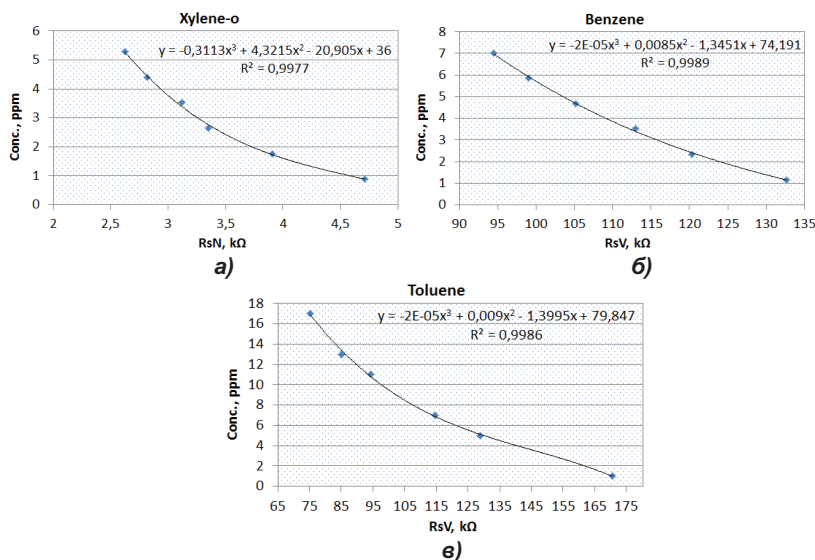 Xylene-o
y = -0,3113x³ + 4,3215x² - 20,905x + 36
R² = 0,9977
Conc., ppm
6
5
4
3
2
1
0
2 2,5 3 3,5 4 4,5 5
RsN, kΩ
а)
Benzene
y = -2E-05x³ + 0,0085x² - 1,3451x + 74,191
R² = 0,9989
Conc., ppm
8
7
6
5
4
3
2
1
0
90 95 100 105 110 115 120 125 130 135
RsV, kΩ
б)
Toluene
y = -2E-05x³ + 0,009x² - 1,3995x + 79,847
R² = 0,9986
Conc., ppm
18
16
14
12
10
8
6
4
2
0
65 75 85 95 105 115 125 135 145 155 165 175
RsV, kΩ
в)